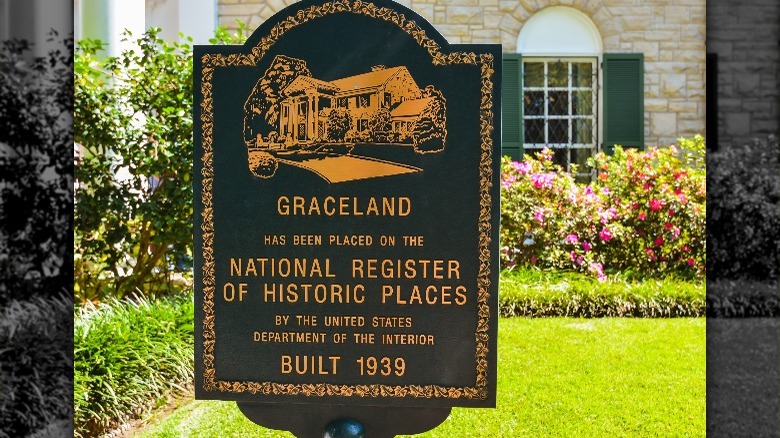 GRACELAND
HAS BEEN PLACED ON THE
NATIONAL REGISTER
OF HISTORIC PLACES
BY THE UNITED STATES
DEPARTMENT OF THE INTERIOR
BUILT 1939